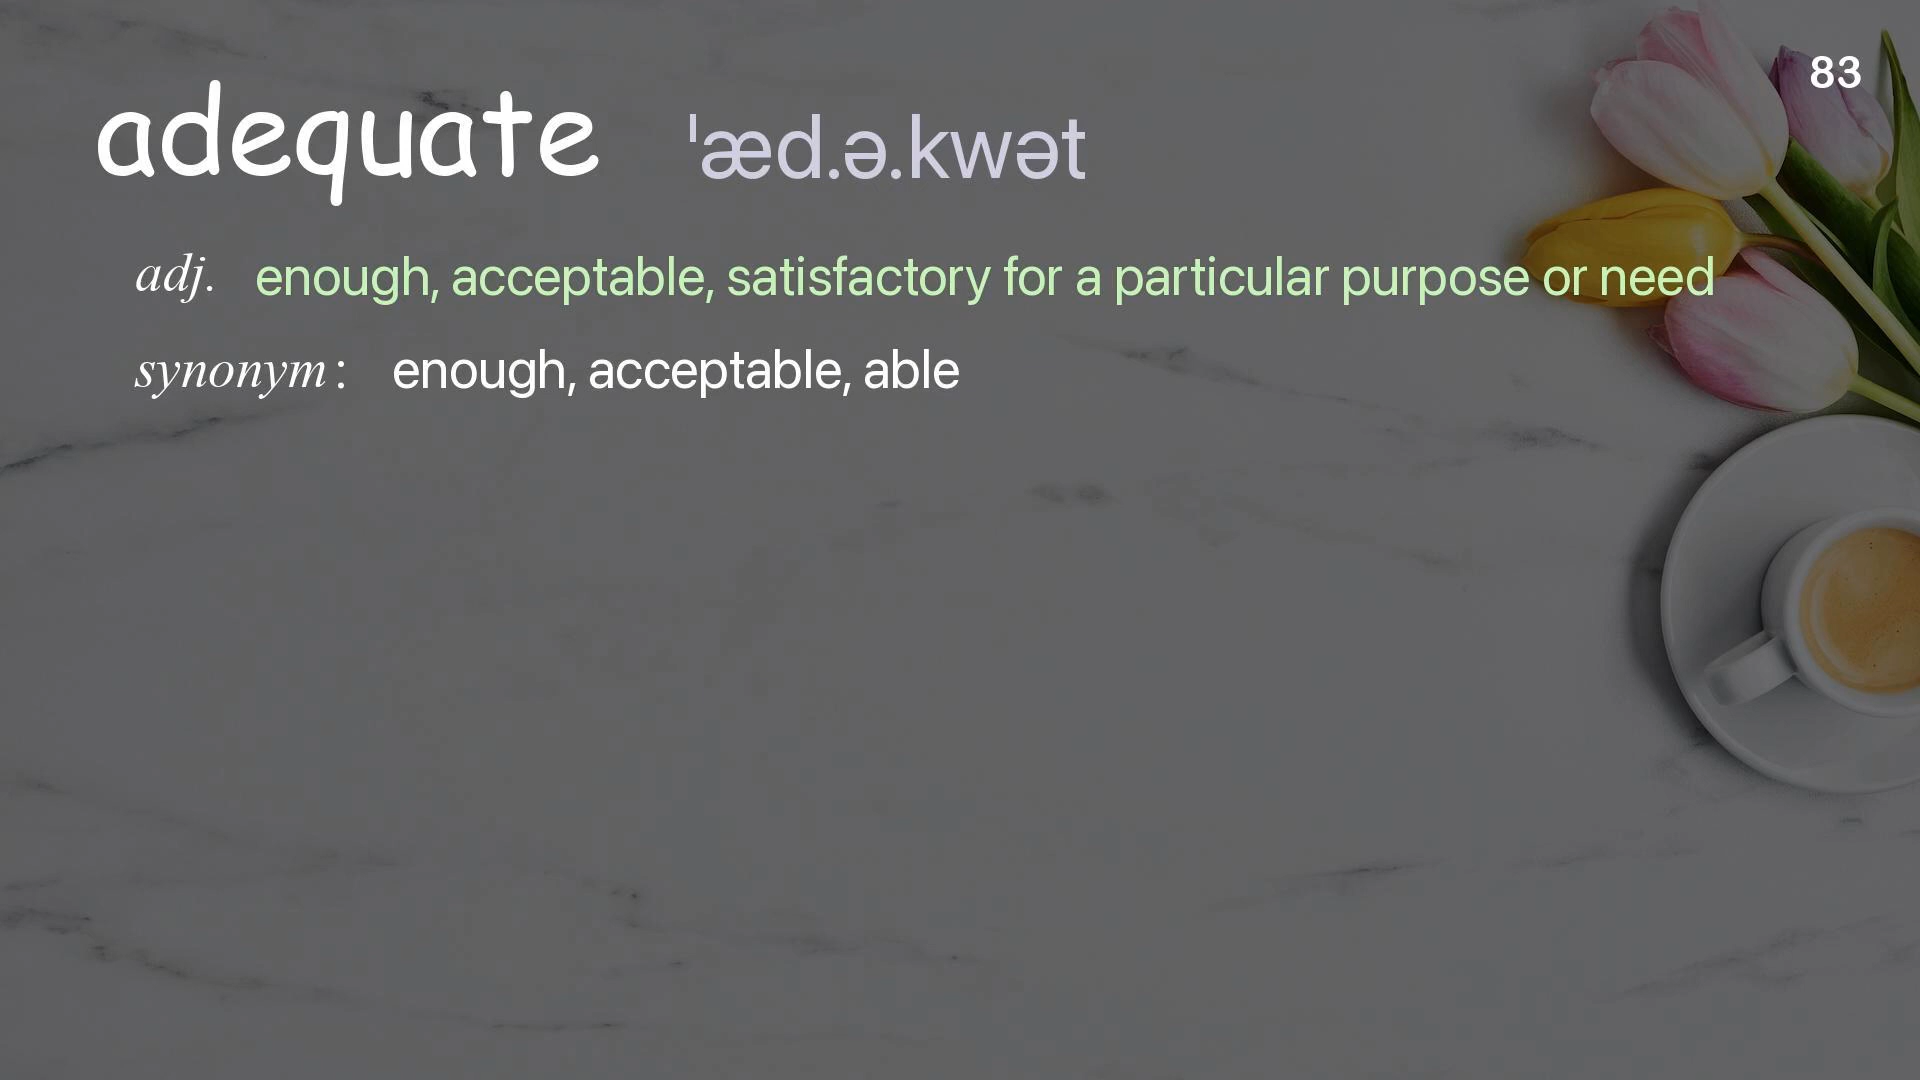 83
adequate ˈæd.ə.kwət
adj. enough, acceptable, satisfactory for a particular purpose or need
synonym: enough, acceptable, able